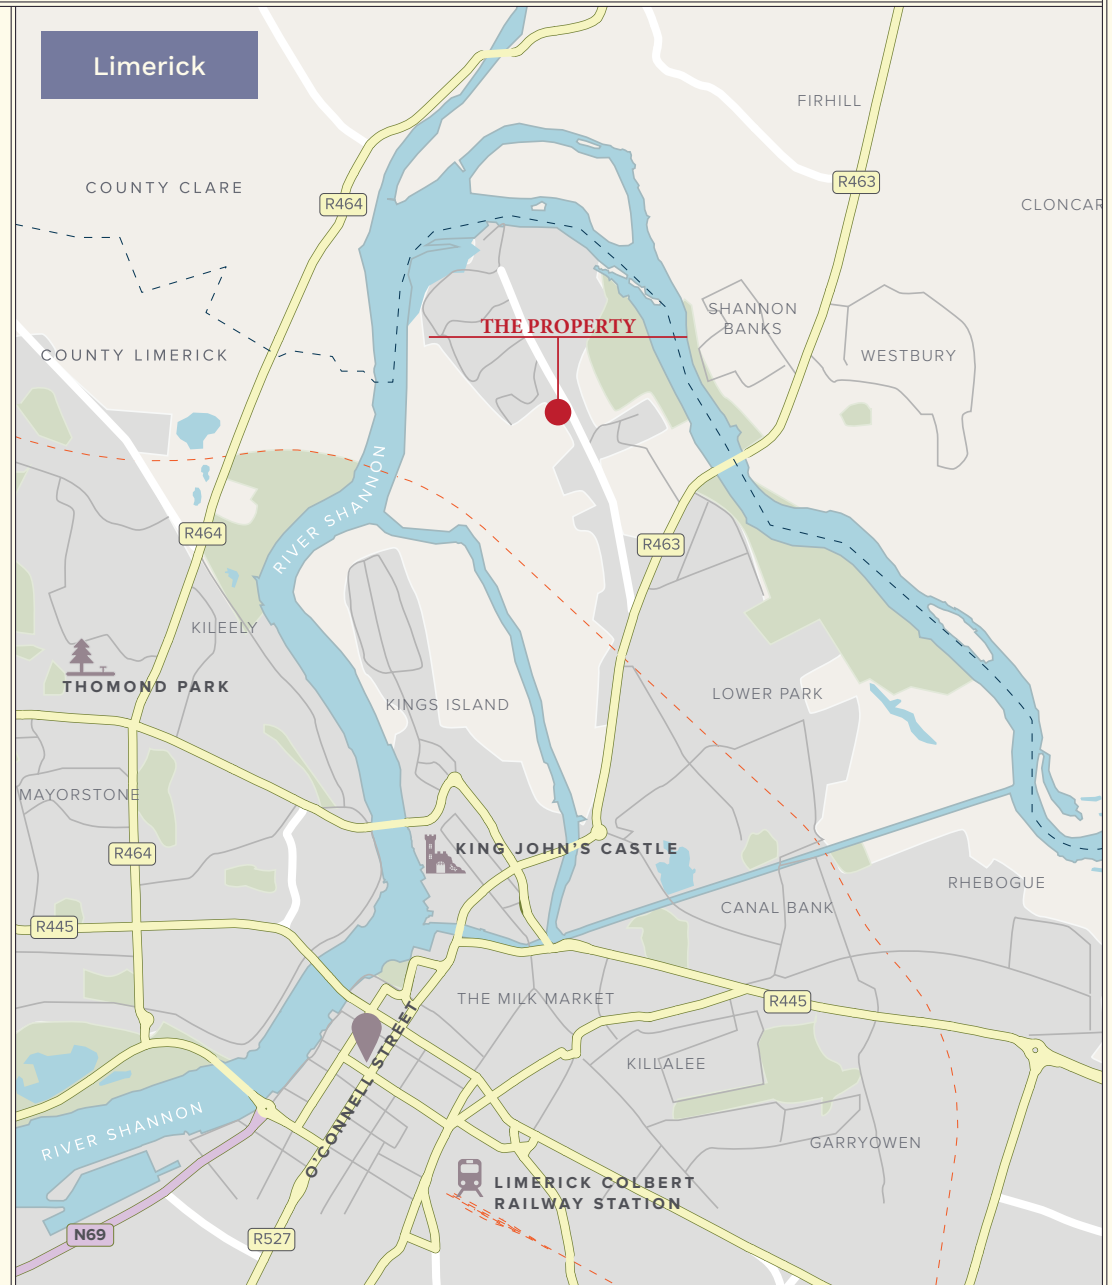 Limerick
FIRHILL
R463
COUNTY CLARE
R464
CLONCAR
SHANNON
BANKS
THE PROPERTY
COUNTY LIMERICK
WESTBURY
RIVER SHANNON
R464
R463
KILEELY
THOMOND PARK
LOWER PARK
KINGS ISLAND
MAYORSTONE
KING JOHN'S CASTLE
R464
RHEBOGUE
CANAL BANK
R445
THE MILK MARKET
R445
O'CONNELL STREET
KILLALEE
RIVER SHANNON
GARRYOWEN
LIMERICK COLBERT
RAILWAY STATION
N69
R527